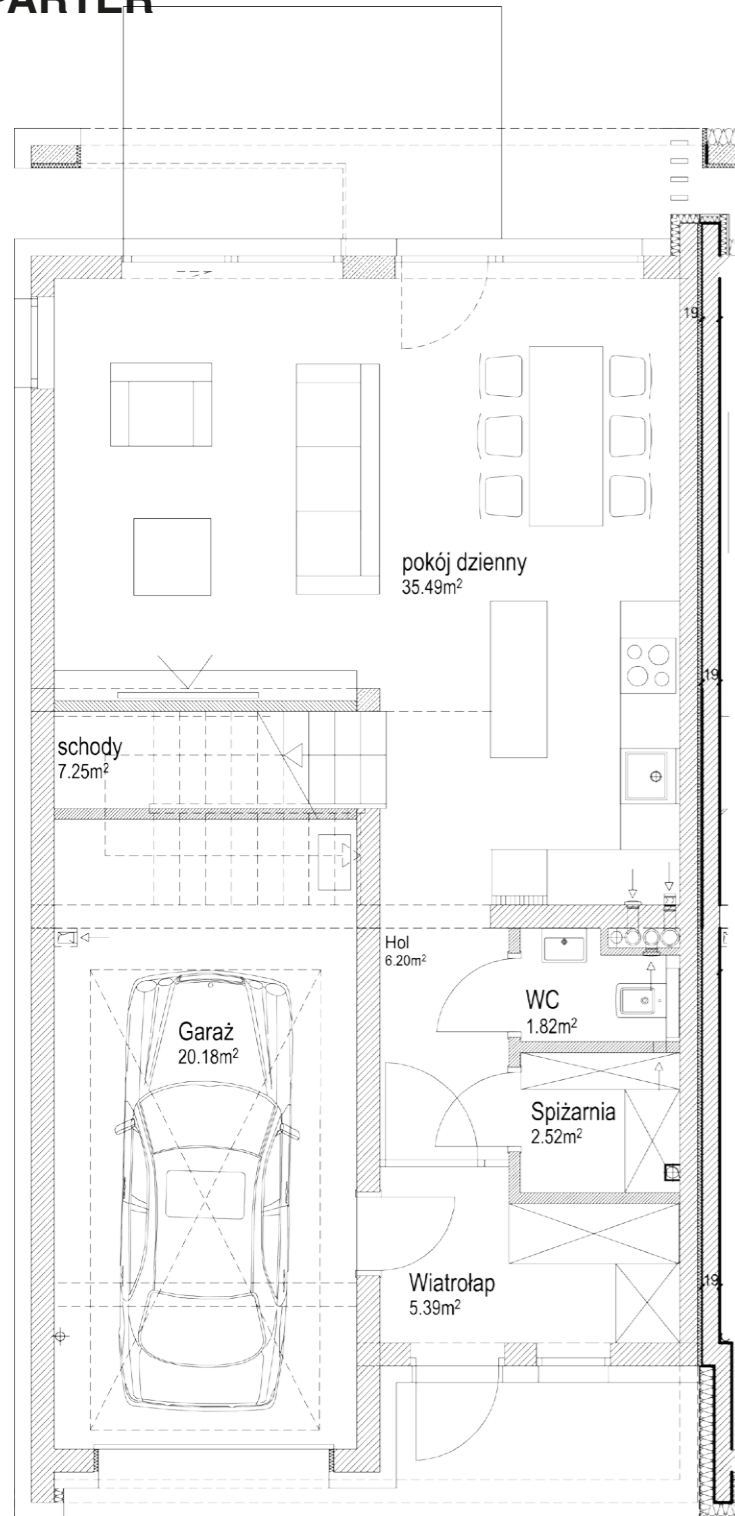 PARTER
19
pokój dzienny
35.49m²
19
schody
7.25m²
Hol
6.20m²
WC
1.82m²
Garaż
20.18m²
Spiżarnia
2.52m²
Wiatrołap
5.39m²
19